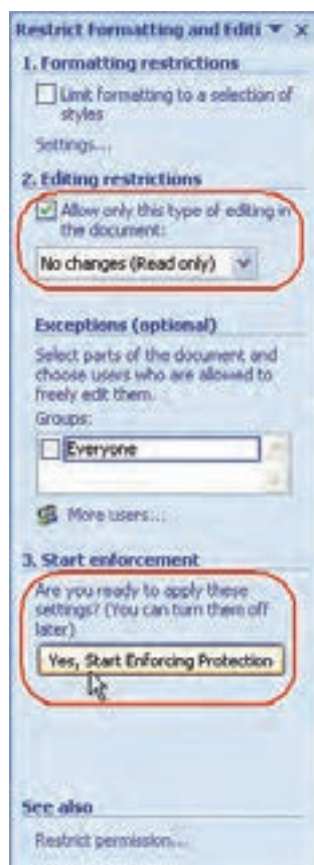 Restrict Formatting and Editi
1. Formatting restrictions
Limit formatting to a selection of
styles
Settings...
2. Editing restrictions
Allow only this type of editing in
the document:
No changes (Read only)
Exceptions (optional)
Select parts of the document and
choose users who are allowed to
freely edit them.
Groups:
Everyone
More users...
3. Start enforcement
Are you ready to apply these
settings? (You can turn them off
later)
Yes, Start Enforcing Protection
See also
Restrict permission...